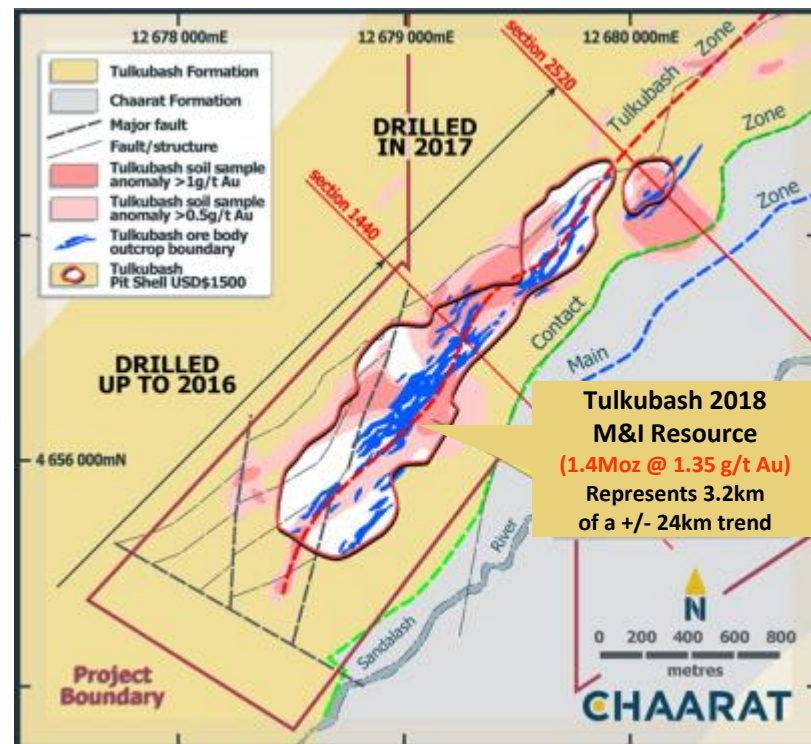 12 678 000mE
12 679 000mE
12 680 000mE
Tulkubash Formation
Chaarat Formation
Major fault
Fault/structure
Tulkubash soil sample
anomaly >1g/t Au
Tulkubash soil sample
anomaly >0.5g/t Au
Tulkubash ore body
outcrop boundary
Tulkubash
Pit Shell USD$1500
DRILLED
IN 2017
section 2520
Tulkubash Zone
section 1440
Zone
Zone
Contact
Main
DRILLED
UP TO 2016
4 656 000mN
Tulkubash 2018
M&I Resource
(1.4Moz @ 1.35 g/t Au)
Represents 3.2km
of a +/- 24km trend
Sandalash River
Project
Boundary
N
0 200 400 600 800
metres
CHAARAT